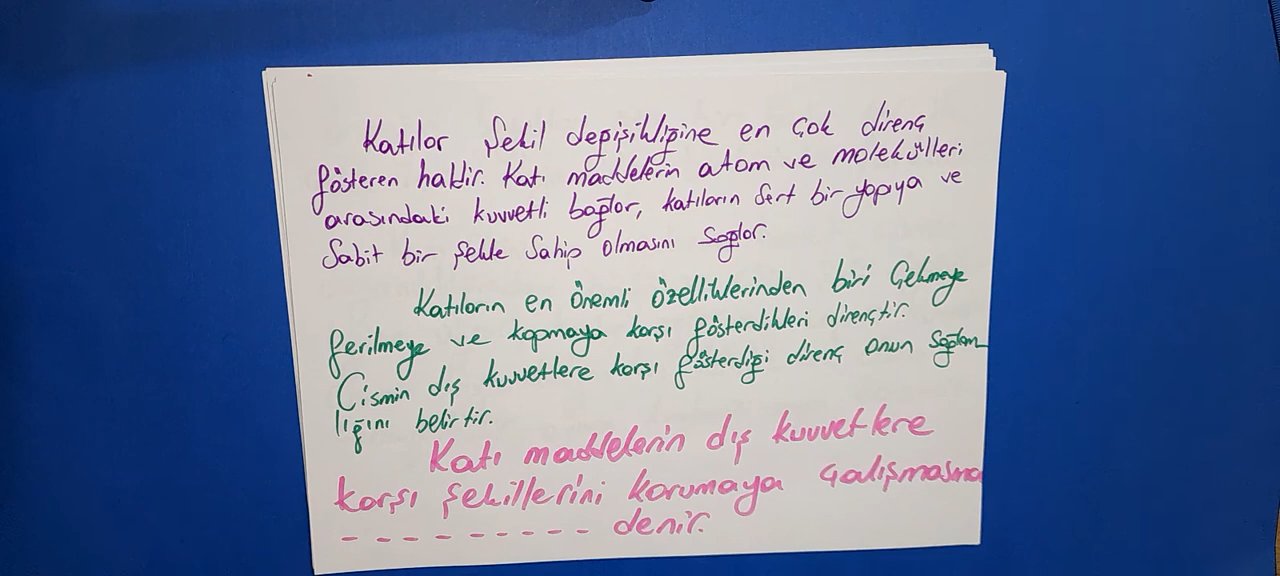 Katılar şekil değişikliğine en çok direnç
gösteren haldir. Katı maddelerin atom ve molekülleri
arasındaki kuvvetli bağlar, katıların sert bir yapıya ve
sabit bir şekle sahip olmasını sağlar.
Katıların en önemli özelliklerinden biri Çekmeye
gerilmeye ve kopmaya karşı gösterdikleri dirençtir.
Cismin dış kuvvetlere karşı gösterdiği direnç onun sağlam
lığını belirtir.
Katı maddelerin dış kuvvetlere
karşı şekillerini korumaya çalışmasına
_ _ _ _ _ _ _ _ _ denir.